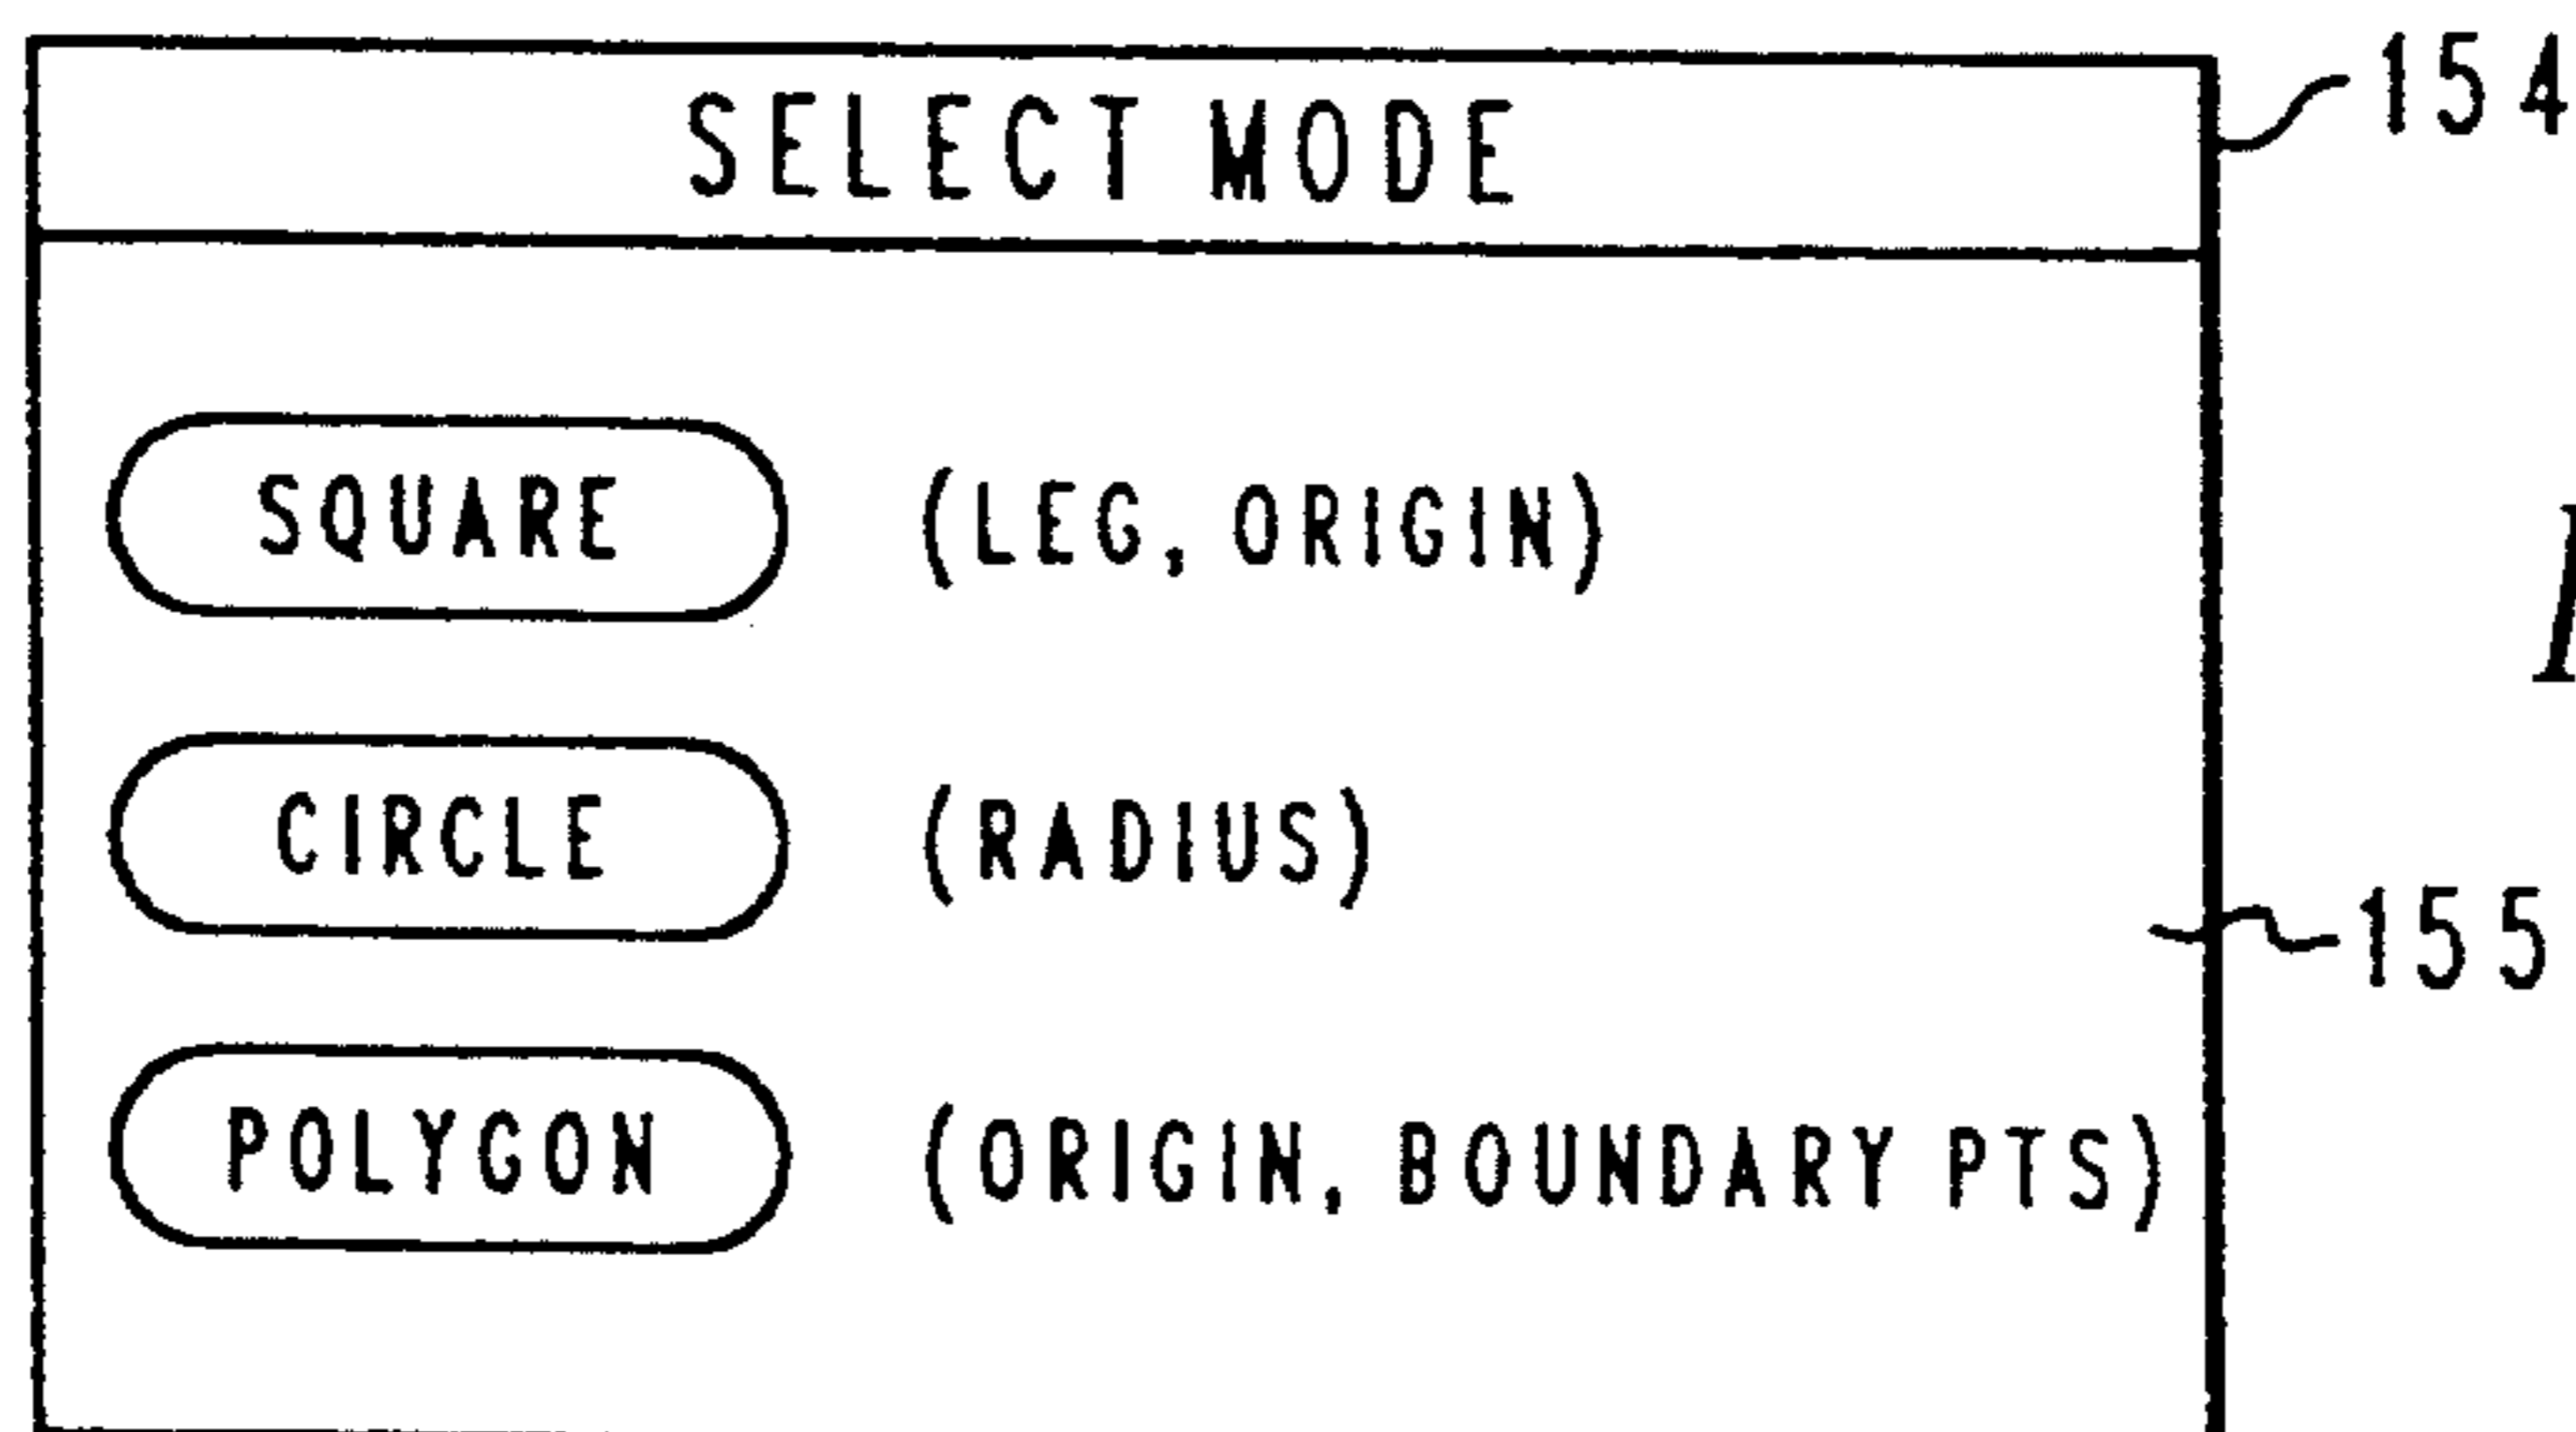 SELECT MODE
154
SQUARE (LEG, ORIGIN)
CIRCLE (RADIUS)
155
POLYGON (ORIGIN, BOUNDARY PTS)